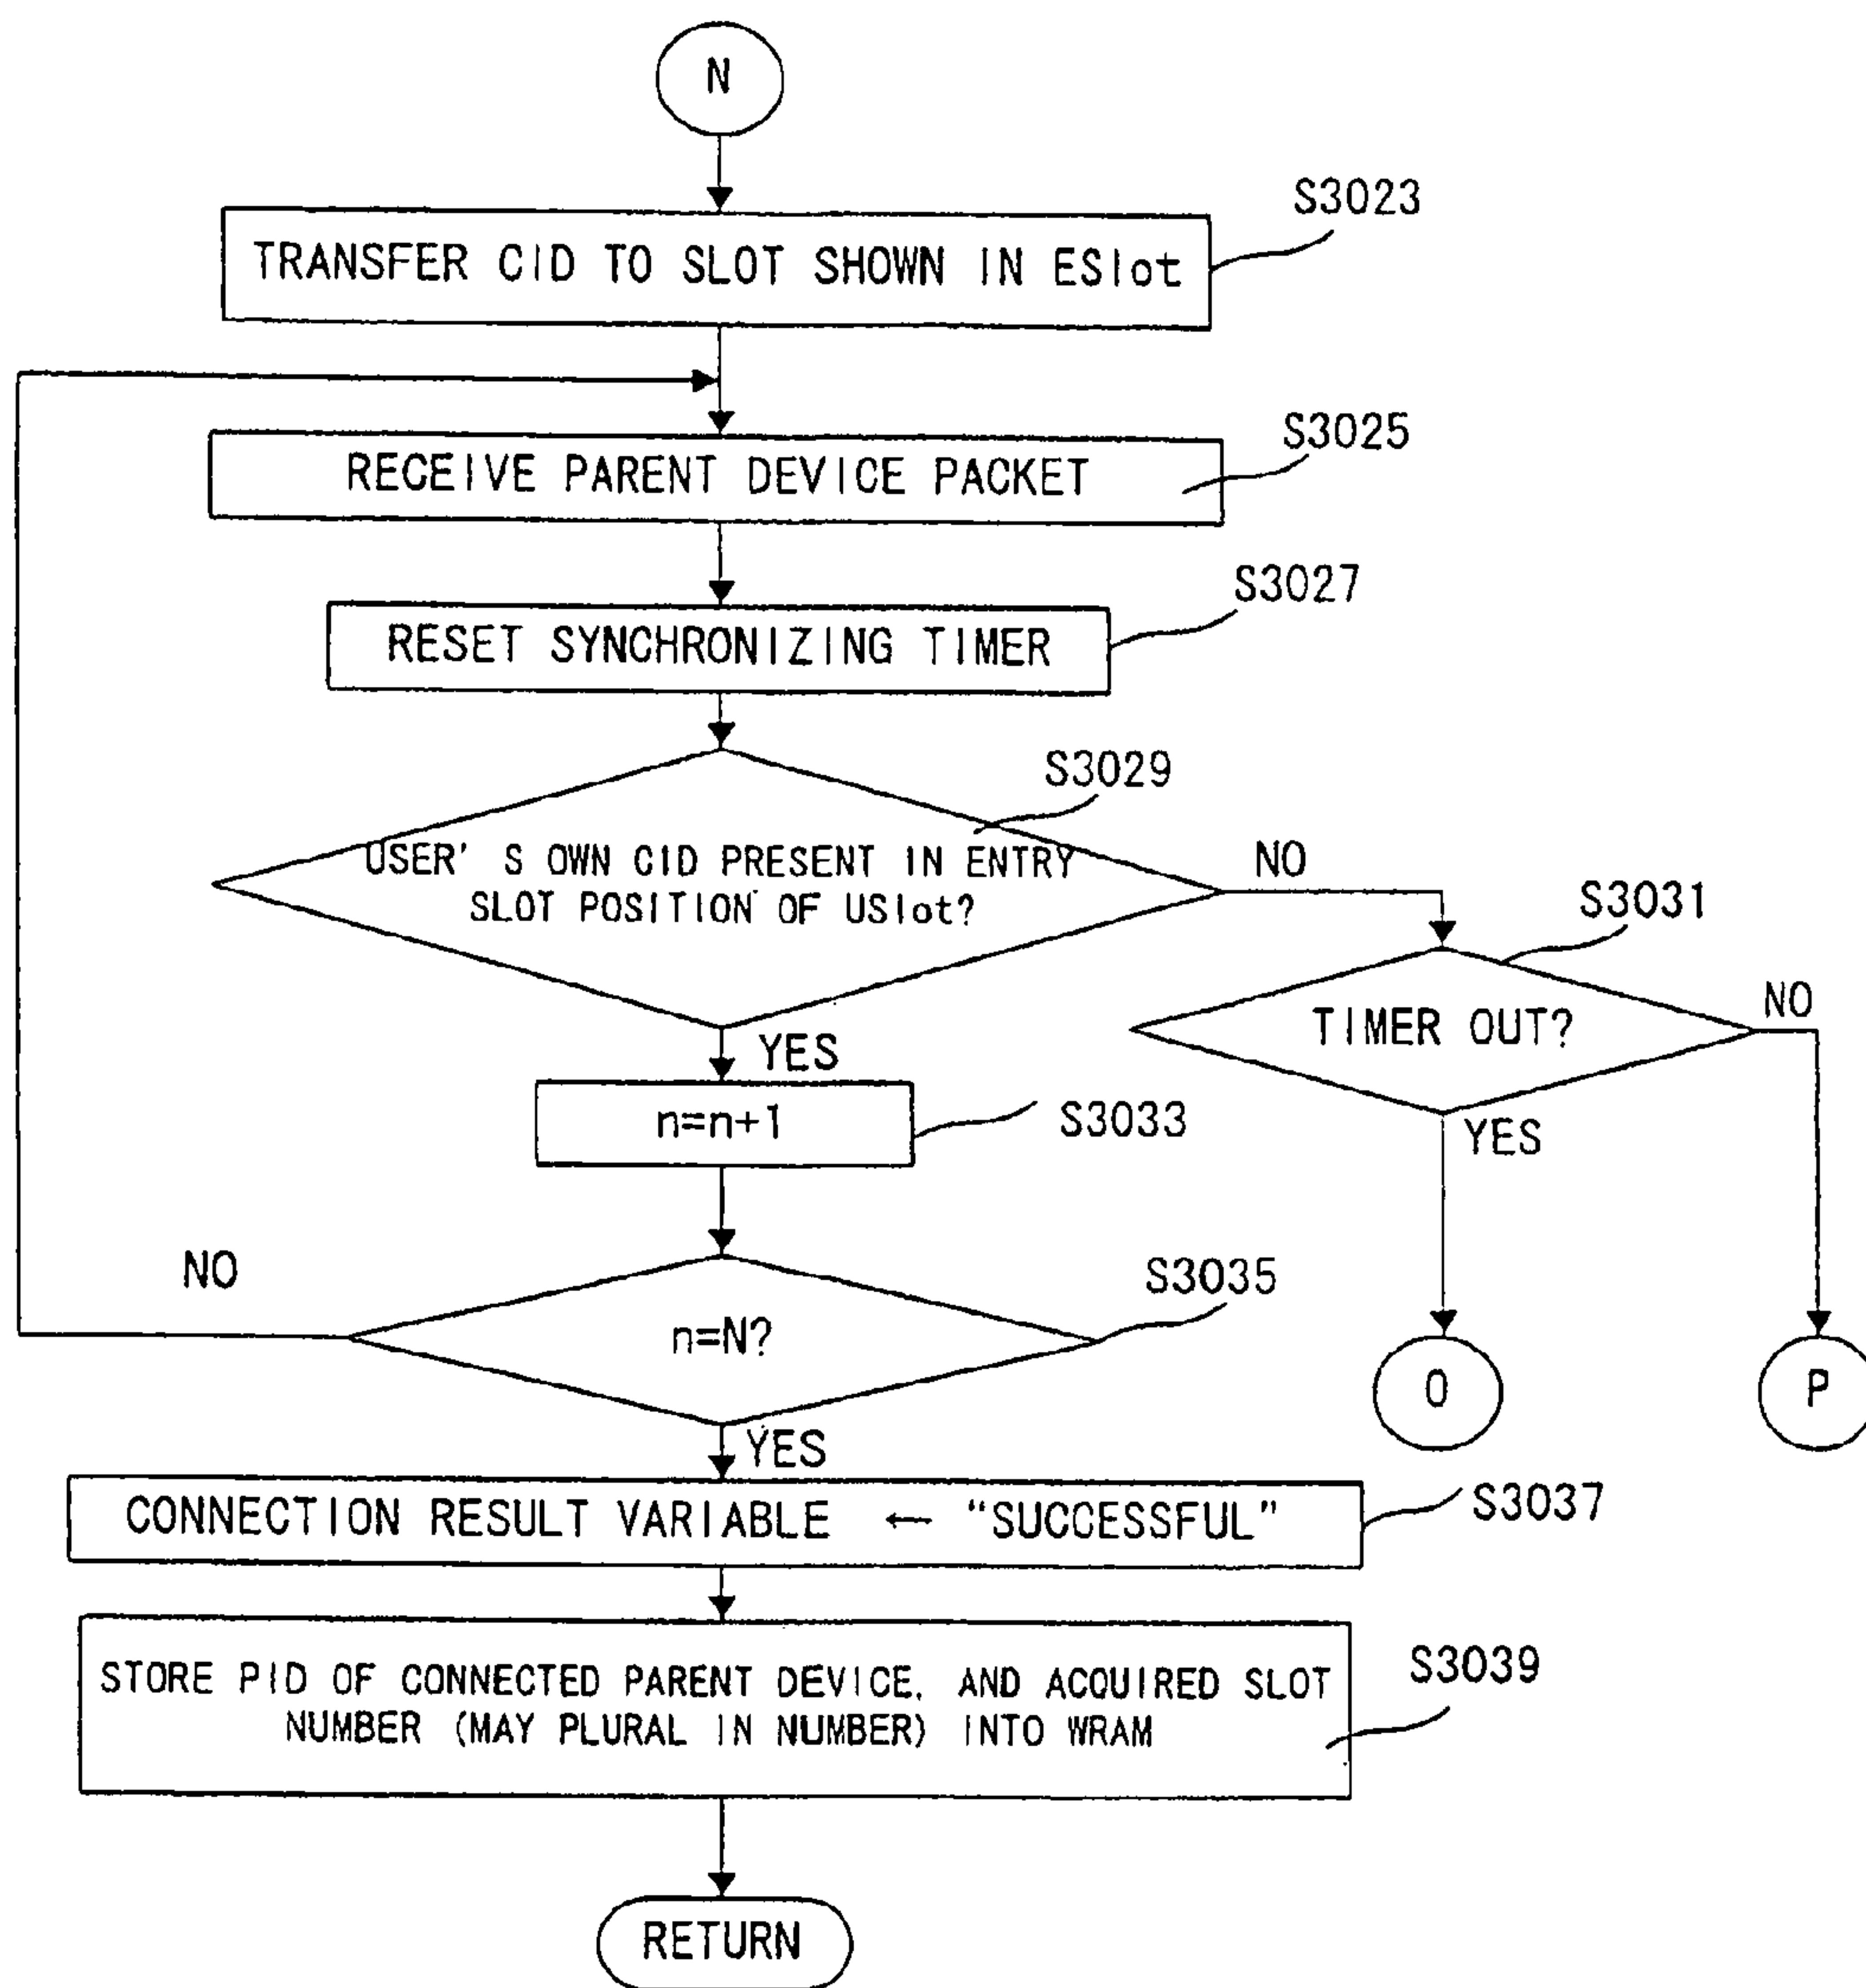 N
S3023
TRANSFER CID TO SLOT SHOWN IN ESlot
S3025
RECEIVE PARENT DEVICE PACKET
S3027
RESET SYNCHRONIZING TIMER
S3029
USER'S OWN CID PRESENT IN ENTRY
SLOT POSITION OF USlot?
NO
S3031
TIMER OUT?
NO
YES
YES
n=n+1
S3033
NO
S3035
n=N?
O
P
YES
CONNECTION RESULT VARIABLE ← "SUCCESSFUL"
S3037
STORE PID OF CONNECTED PARENT DEVICE, AND ACQUIRED SLOT
NUMBER (MAY PLURAL IN NUMBER) INTO WRAM
S3039
RETURN